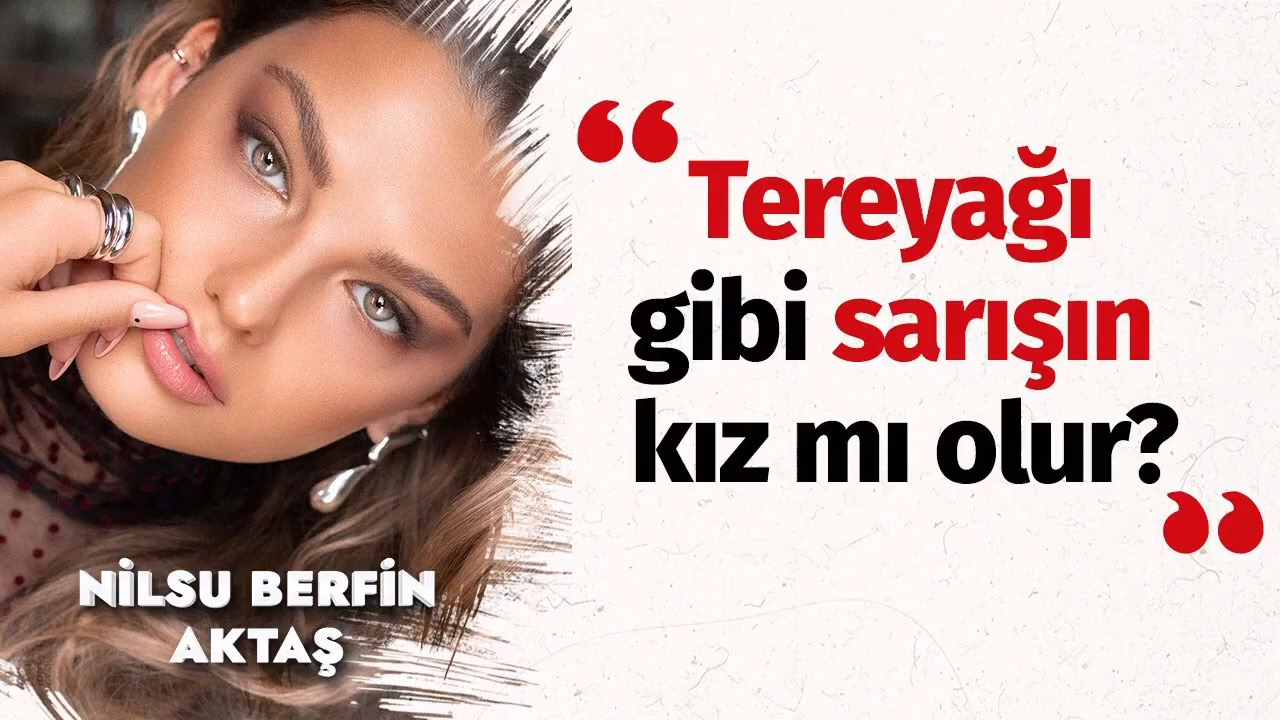 “Tereyağı
gibi sarışın
kız mı olur?”
NİLSU BERFİN
AKTAŞ